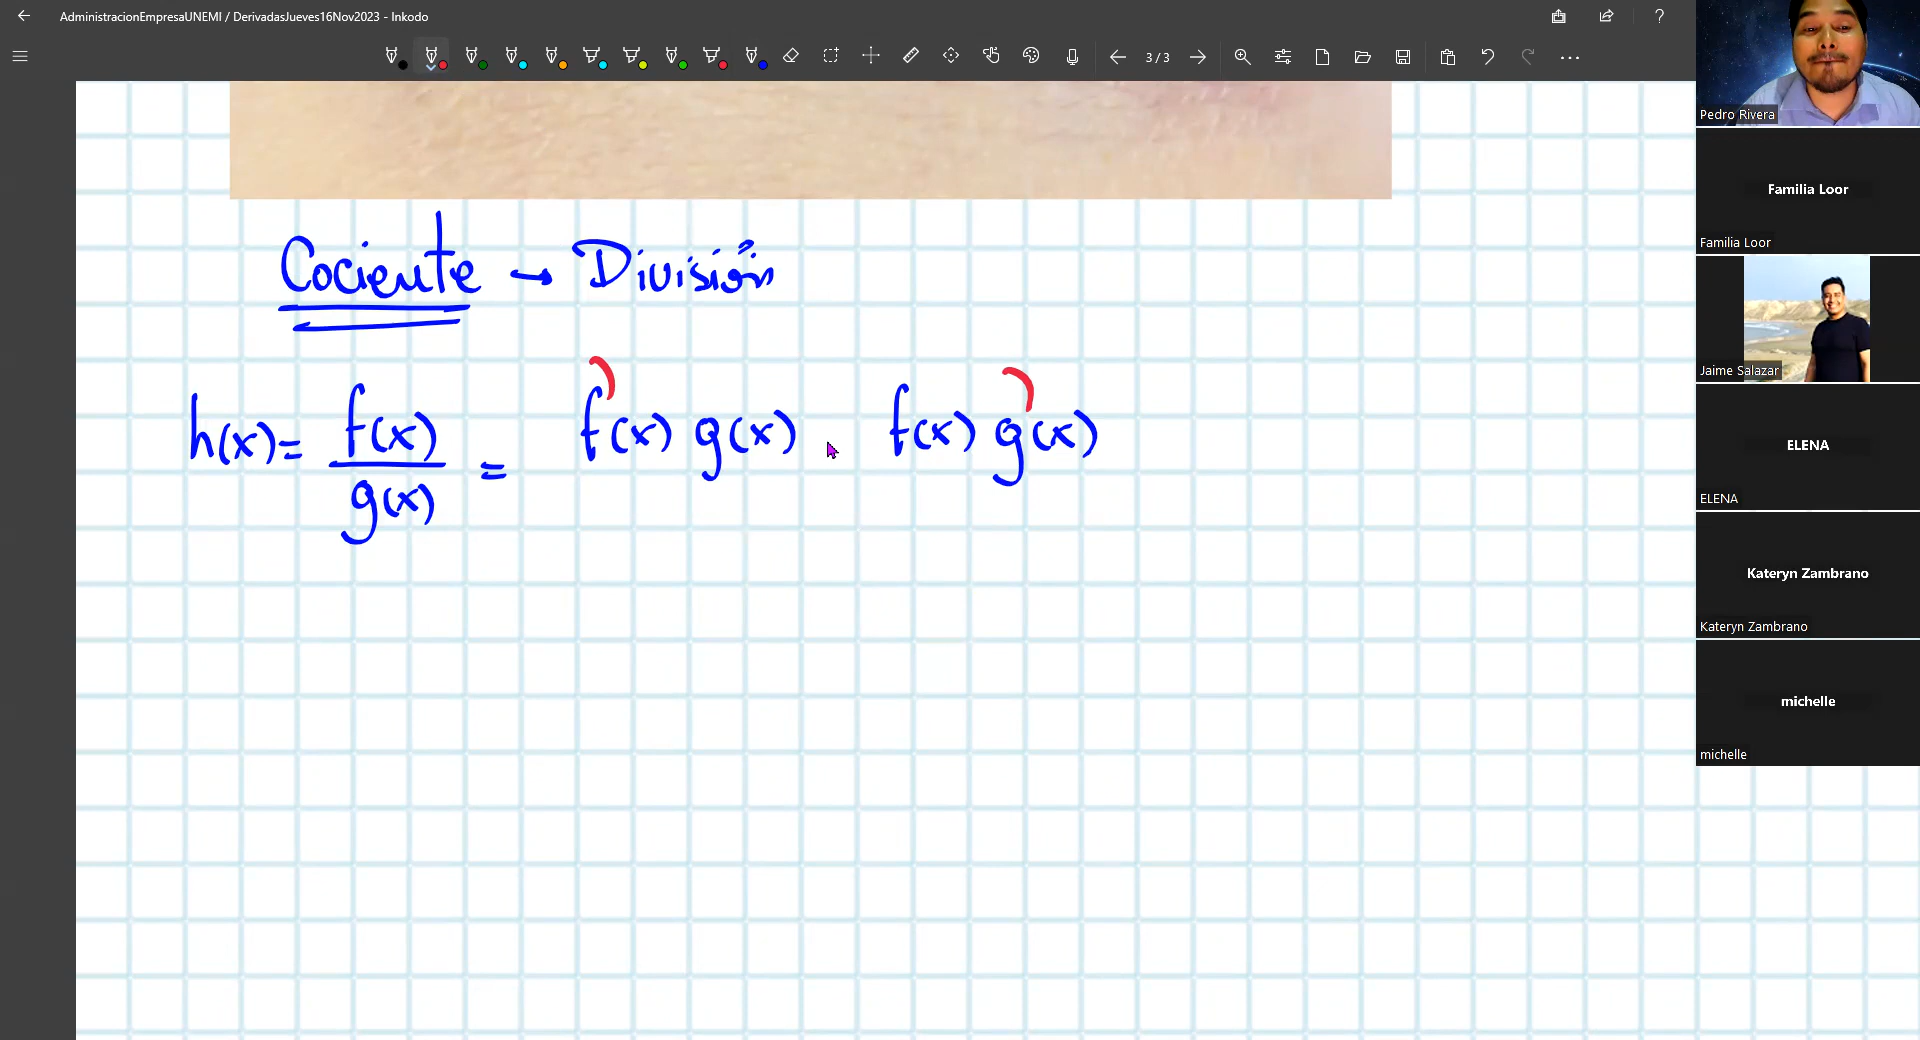 AdministracionEmpresaUNEMI / DerivadasJueves16Nov2023 - Inkodo
?
3 / 3
Pedro Rivera
Familia Loor
Familia Loor
Jaime Salazar
ELENA
ELENA
Kateryn Zambrano
Kateryn Zambrano
michelle
michelle
Cociente → División
h(x) = f(x)/g(x) = f'(x) g(x) f(x) g'(x)